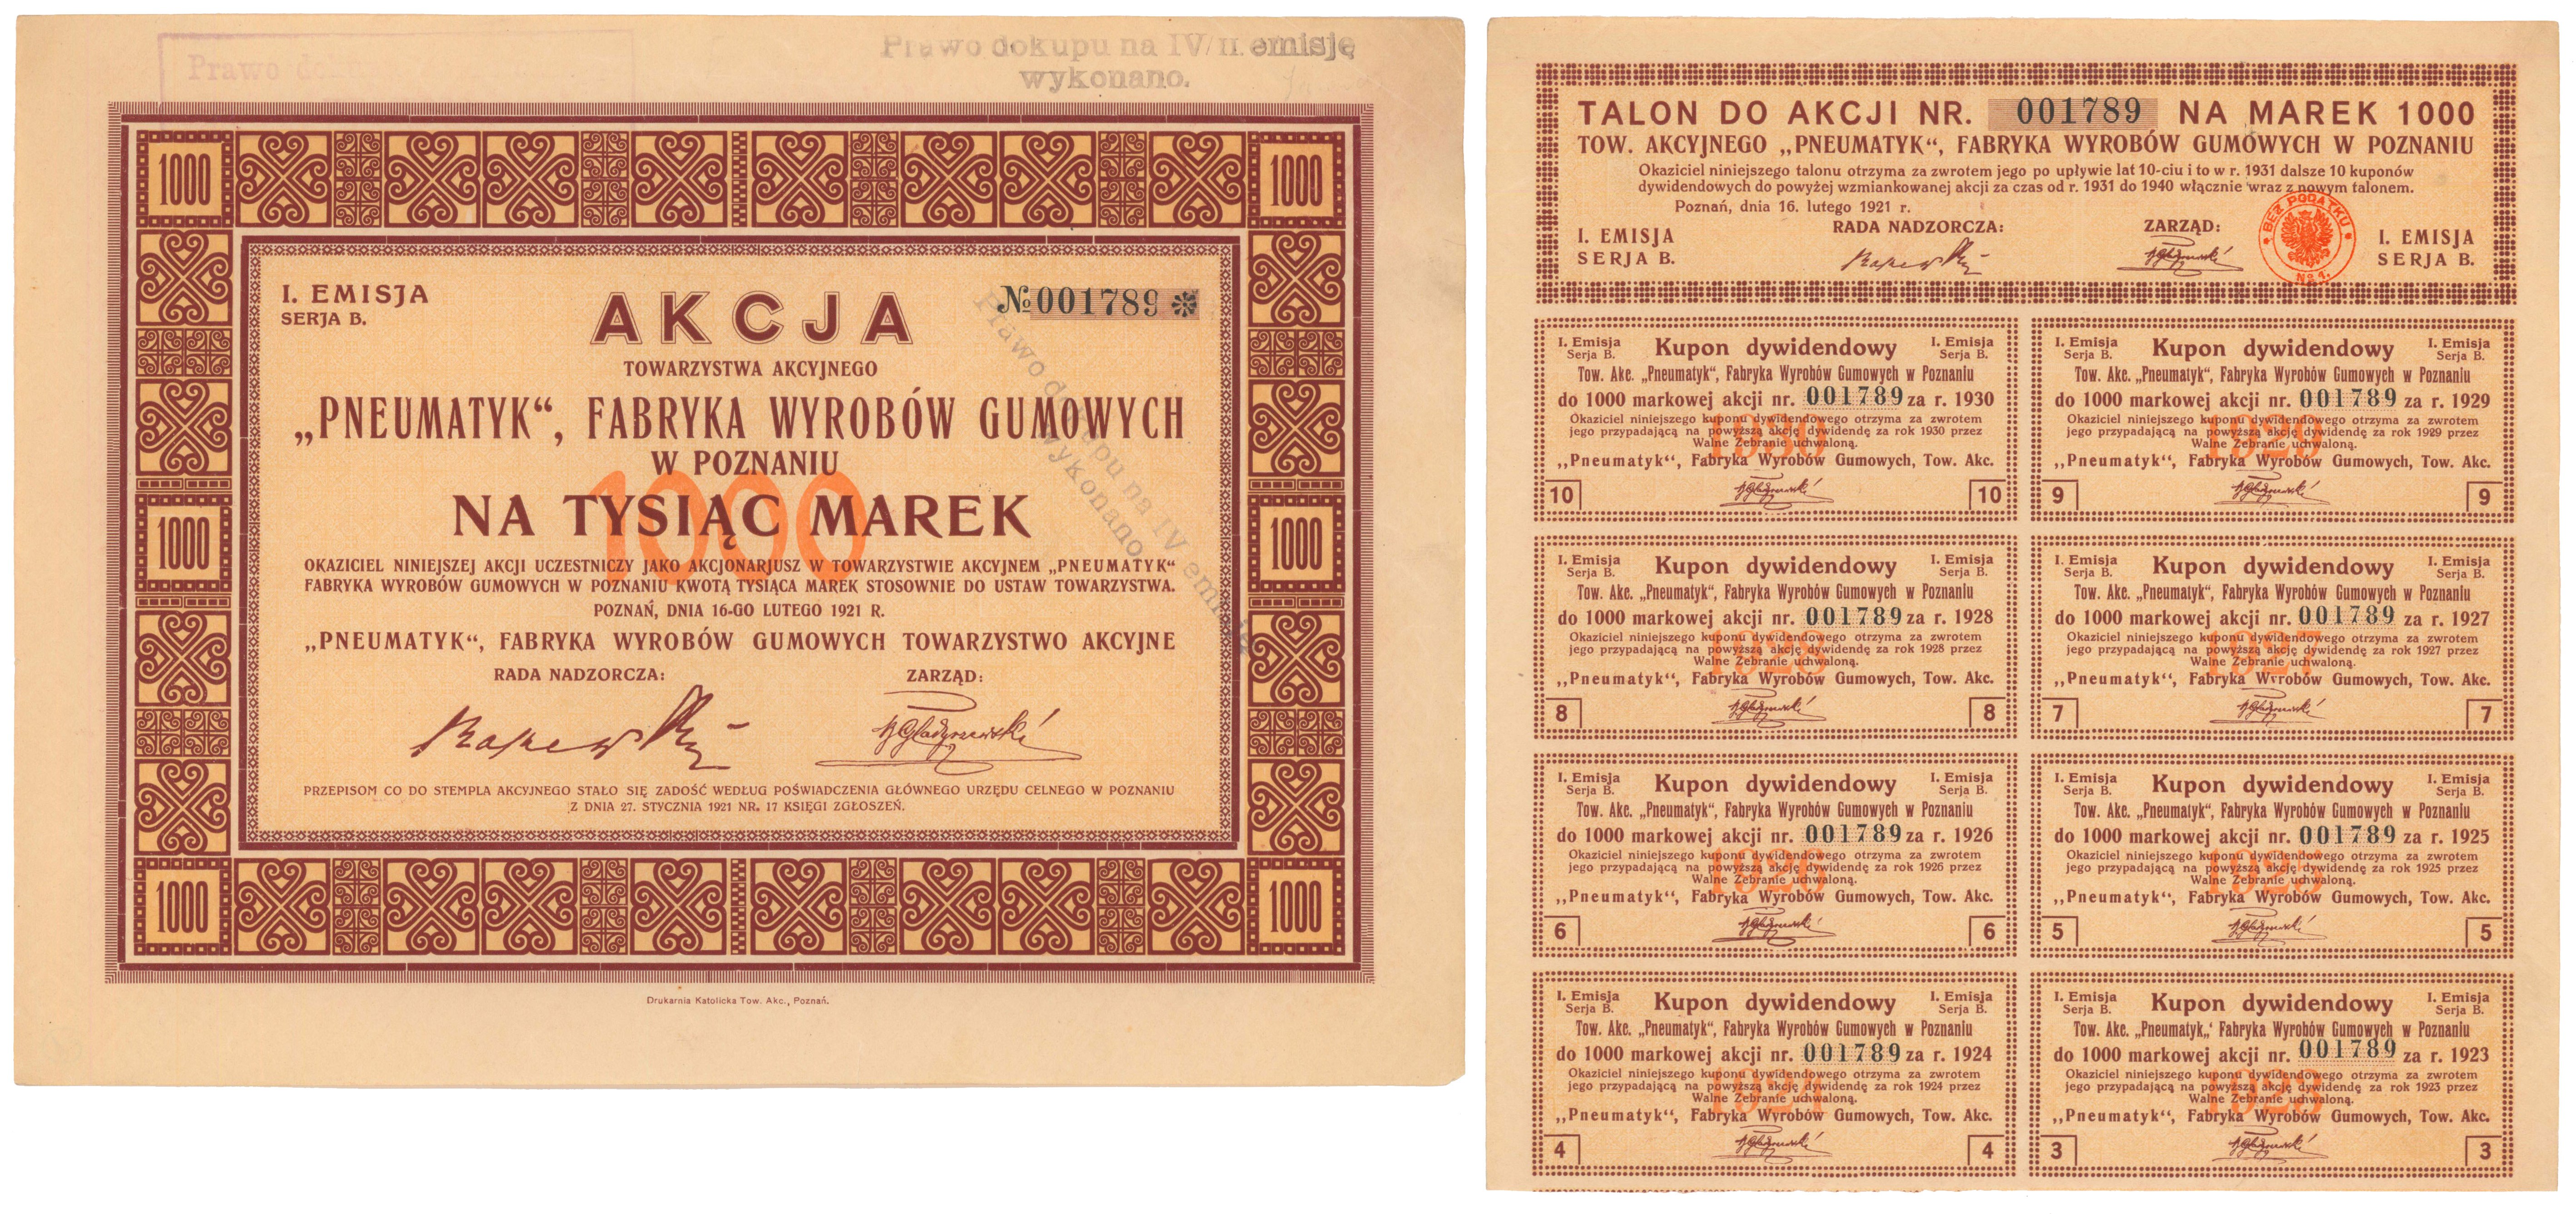 Prawo
Prawo dokupu na IV/II. emisję
wykonano.
1000
1000
I. EMISJA
SERJA B.
№ 001789
AKCJA
TOWARZYSTWA AKCYJNEGO
„PNEUMATYK“, FABRYKA WYROBÓW GUMOWYCH
W POZNANIU
1000
NA TYSIĄC MAREK
1000
1000
Prawo dokupu na IV emisję
wykonano.
OKAZICIEL NINIEJSZEJ AKCJI UCZESTNICZY JAKO AKCJONARJUSZ W TOWARZYSTWIE AKCYJNEM „PNEUMATYK“
FABRYKA WYROBÓW GUMOWYCH W POZNANIU KWOTĄ TYSIĄCA MAREK STOSOWNIE DO USTAW TOWARZYSTWA.
POZNAŃ, DNIA 16-GO LUTEGO 1921 R.
„PNEUMATYK“, FABRYKA WYROBÓW GUMOWYCH TOWARZYSTWO AKCYJNE
RADA NADZORCZA:
ZARZĄD:
PRZEPISOM CO DO STEMPLA AKCYJNEGO STAŁO SIĘ ZADOŚĆ WEDŁUG POŚWIADCZENIA GŁÓWNEGO URZĘDU CELNEGO W POZNANIU
Z DNIA 27. STYCZNIA 1921 NR. 17 KSIĘGI ZGŁOSZEŃ.
1000
1000
Drukarnia Katolicka Tow. Akc., Poznań.
TALON DO AKCJI NR. 001789 NA MAREK 1000
TOW. AKCYJNEGO „PNEUMATYK“, FABRYKA WYROBÓW GUMOWYCH W POZNANIU
Okaziciel niniejszego talonu otrzyma za zwrotem jego po upływie lat 10-ciu i to w r. 1931 dalsze 10 kuponów
dywidendowych do powyżej wzmiankowanej akcji za czas od r. 1931 do 1940 włącznie wraz z nowym talonem.
Poznań, dnia 16. lutego 1921 r.
RADA NADZORCZA:
ZARZĄD:
I. EMISJA
SERJA B.
BEZ PODATKU
No 4.
I. EMISJA
SERJA B.
I. Emisja
Serja B.
Kupon dywidendowy
I. Emisja
Serja B.
Tow. Akc. „Pneumatyk“, Fabryka Wyrobów Gumowych w Poznaniu
do 1000 markowej akcji nr. 001789 za r. 1930
1930
Okaziciel niniejszego kuponu dywidendowego otrzyma za zwrotem
jego przypadającą na powyższą akcję dywidendę za rok 1930 przez
Walne Zebranie uchwaloną.
„Pneumatyk“, Fabryka Wyrobów Gumowych, Tow. Akc.
10
10
I. Emisja
Serja B.
Kupon dywidendowy
I. Emisja
Serja B.
Tow. Akc. „Pneumatyk“, Fabryka Wyrobów Gumowych w Poznaniu
do 1000 markowej akcji nr. 001789 za r. 1929
1929
Okaziciel niniejszego kuponu dywidendowego otrzyma za zwrotem
jego przypadającą na powyższą akcję dywidendę za rok 1929 przez
Walne Zebranie uchwaloną.
„Pneumatyk“, Fabryka Wyrobów Gumowych, Tow. Akc.
9
9
I. Emisja
Serja B.
Kupon dywidendowy
I. Emisja
Serja B.
Tow. Akc. „Pneumatyk“, Fabryka Wyrobów Gumowych w Poznaniu
do 1000 markowej akcji nr. 001789 za r. 1928
1928
Okaziciel niniejszego kuponu dywidendowego otrzyma za zwrotem
jego przypadającą na powyższą akcję dywidendę za rok 1928 przez
Walne Zebranie uchwaloną.
„Pneumatyk“, Fabryka Wyrobów Gumowych, Tow. Akc.
8
8
I. Emisja
Serja B.
Kupon dywidendowy
I. Emisja
Serja B.
Tow. Akc. „Pneumatyk“, Fabryka Wyrobów Gumowych w Poznaniu
do 1000 markowej akcji nr. 001789 za r. 1927
1927
Okaziciel niniejszego kuponu dywidendowego otrzyma za zwrotem
jego przypadającą na powyższą akcję dywidendę za rok 1927 przez
Walne Zebranie uchwaloną.
„Pneumatyk“, Fabryka Wyrobów Gumowych, Tow. Akc.
7
7
I. Emisja
Serja B.
Kupon dywidendowy
I. Emisja
Serja B.
Tow. Akc. „Pneumatyk“, Fabryka Wyrobów Gumowych w Poznaniu
do 1000 markowej akcji nr. 001789 za r. 1926
1926
Okaziciel niniejszego kuponu dywidendowego otrzyma za zwrotem
jego przypadającą na powyższą akcję dywidendę za rok 1926 przez
Walne Zebranie uchwaloną.
„Pneumatyk“, Fabryka Wyrobów Gumowych, Tow. Akc.
6
6
I. Emisja
Serja B.
Kupon dywidendowy
I. Emisja
Serja B.
Tow. Akc. „Pneumatyk“, Fabryka Wyrobów Gumowych w Poznaniu
do 1000 markowej akcji nr. 001789 za r. 1925
1925
Okaziciel niniejszego kuponu dywidendowego otrzyma za zwrotem
jego przypadającą na powyższą akcję dywidendę za rok 1925 przez
Walne Zebranie uchwaloną.
„Pneumatyk“, Fabryka Wyrobów Gumowych, Tow. Akc.
5
5
I. Emisja
Serja B.
Kupon dywidendowy
I. Emisja
Serja B.
Tow. Akc. „Pneumatyk“, Fabryka Wyrobów Gumowych w Poznaniu
do 1000 markowej akcji nr. 001789 za r. 1924
1924
Okaziciel niniejszego kuponu dywidendowego otrzyma za zwrotem
jego przypadającą na powyższą akcję dywidendę za rok 1924 przez
Walne Zebranie uchwaloną.
„Pneumatyk“, Fabryka Wyrobów Gumowych, Tow. Akc.
4
4
I. Emisja
Serja B.
Kupon dywidendowy
I. Emisja
Serja B.
Tow. Akc. „Pneumatyk„‘ Fabryka Wyrobów Gumowych w Poznaniu
do 1000 markowej akcji nr. 001789 za r. 1923
1923
Okaziciel niniejszego kuponu dywidendowego otrzyma za zwrotem
jego przypadającą na powyższą akcję dywidendę za rok 1923 przez
Walne Zebranie uchwaloną.
„Pneumatyk“, Fabryka Wyrobów Gumowych, Tow. Akc.
3
3